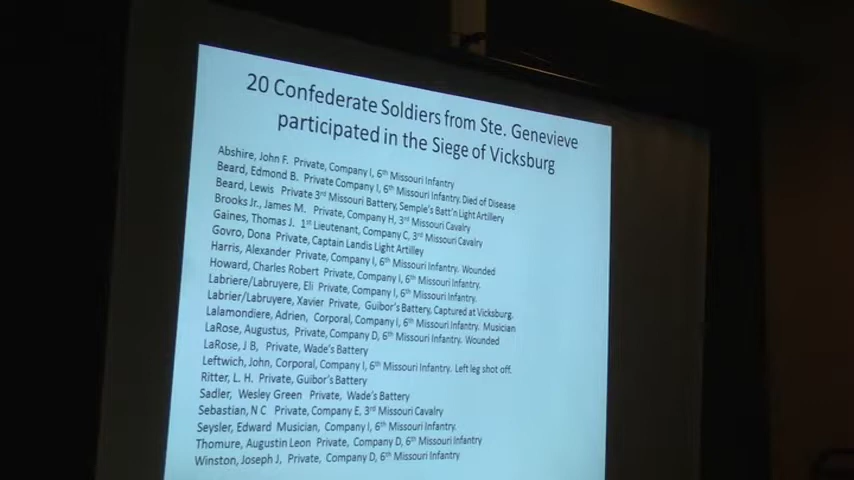 20 Confederate Soldiers from Ste. Genevieve
participated in the Siege of Vicksburg
Abshire, John F. Private, Company I, 6th Missouri Infantry
Beard, Edmond B. Private Company I, 6th Missouri Infantry. Died of Disease
Beard, Lewis Private 3rd Missouri Battery, Semple's Batt'n Light Artillery
Brooks Jr., James M. Private, Company H, 3rd Missouri Cavalry
Gaines, Thomas J. 1st Lieutenant, Company C, 3rd Missouri Cavalry
Govro, Dona Private, Captain Landis Light Artilley
Harris, Alexander Private, Company I, 6th Missouri Infantry. Wounded
Howard, Charles Robert Private, Company I, 6th Missouri Infantry.
Labriere/Labruyere, Eli Private, Company I, 6th Missouri Infantry.
Labrier/Labruyere, Xavier Private, Guibor's Battery, Captured at Vicksburg.
Lalamondiere, Adrien, Corporal, Company I, 6th Missouri Infantry. Musician
LaRose, Augustus, Private, Company D, 6th Missouri Infantry. Wounded
LaRose, J B, Private, Wade's Battery
Leftwich, John, Corporal, Company I, 6th Missouri Infantry. Left leg shot off.
Ritter, L. H. Private, Guibor's Battery
Sadler, Wesley Green Private, Wade's Battery
Sebastian, N C Private, Company E, 3rd Missouri Cavalry
Seysler, Edward Musician, Company I, 6th Missouri Infantry.
Thomure, Augustin Leon Private, Company D, 6th Missouri Infantry
Winston, Joseph J, Private, Company D, 6th Missouri Infantry